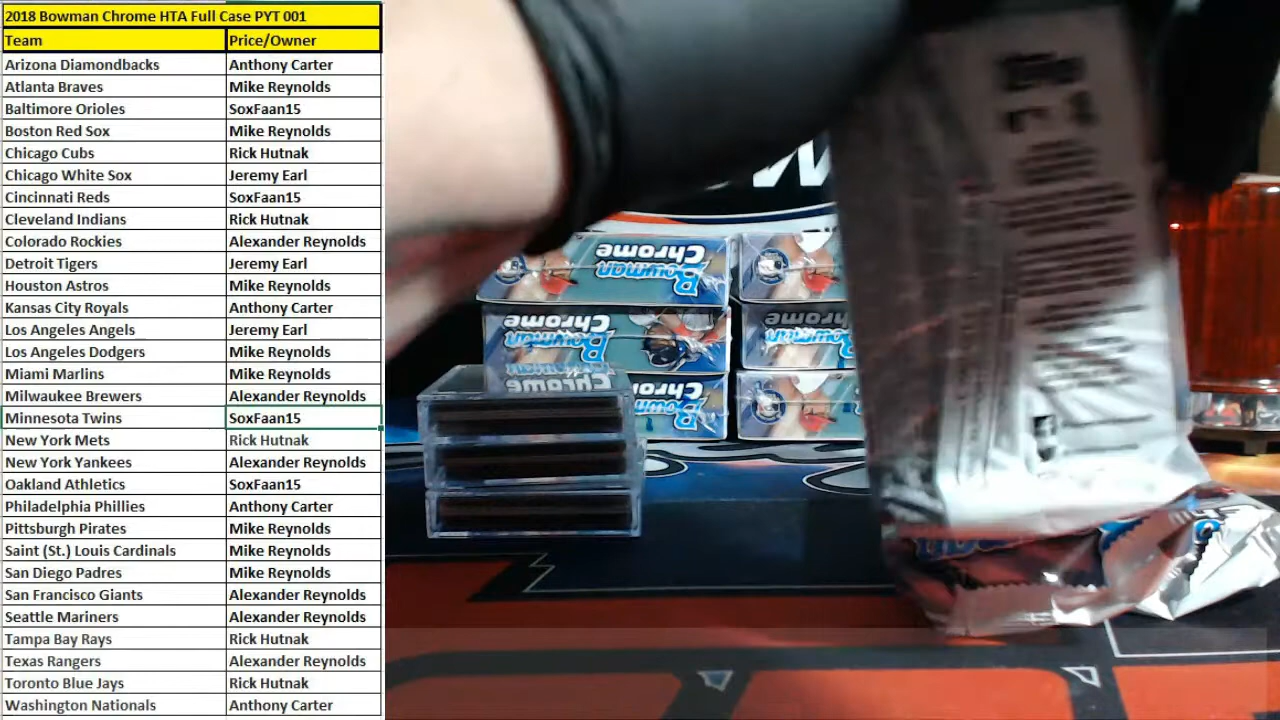 2018 Bowman Chrome HTA Full Case PYT 001
Team Price/Owner
Arizona Diamondbacks Anthony Carter
Atlanta Braves Mike Reynolds
Baltimore Orioles SoxFaan15
Boston Red Sox Mike Reynolds
Chicago Cubs Rick Hutnak
Chicago White Sox Jeremy Earl
Cincinnati Reds SoxFaan15
Cleveland Indians Rick Hutnak
Colorado Rockies Alexander Reynolds
Detroit Tigers Jeremy Earl
Houston Astros Mike Reynolds
Kansas City Royals Anthony Carter
Los Angeles Angels Jeremy Earl
Los Angeles Dodgers Mike Reynolds
Miami Marlins Mike Reynolds
Milwaukee Brewers Alexander Reynolds
Minnesota Twins SoxFaan15
New York Mets Rick Hutnak
New York Yankees Alexander Reynolds
Oakland Athletics SoxFaan15
Philadelphia Phillies Anthony Carter
Pittsburgh Pirates Mike Reynolds
Saint (St.) Louis Cardinals Mike Reynolds
San Diego Padres Mike Reynolds
San Francisco Giants Alexander Reynolds
Seattle Mariners Alexander Reynolds
Tampa Bay Rays Rick Hutnak
Texas Rangers Alexander Reynolds
Toronto Blue Jays Rick Hutnak
Washington Nationals Anthony Carter
Bowman Chrome
Bowman Chrome
Bowman
Bowman Chrome